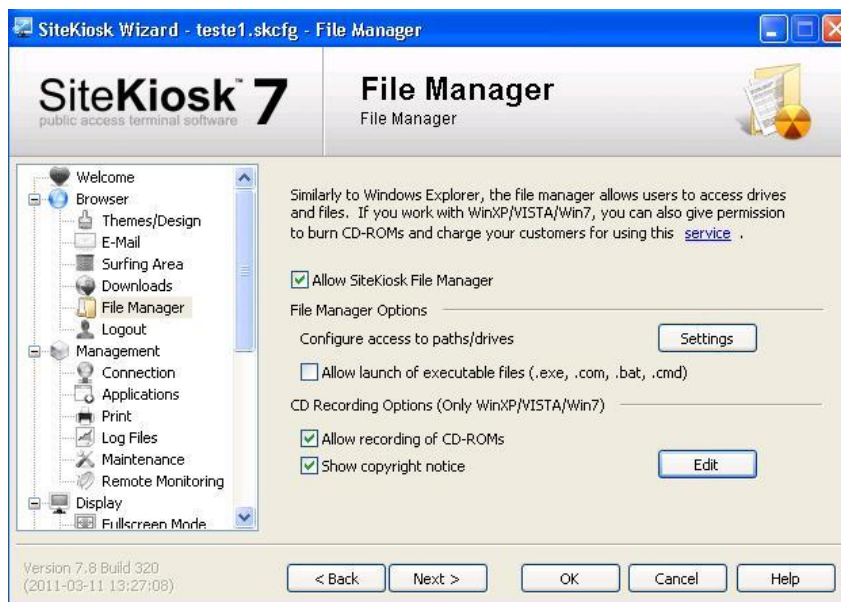 SiteKiosk Wizard - teste1.skcfg - File Manager
SiteKiosk™ 7
public access terminal software
File Manager
File Manager
Welcome
Browser
Themes/Design
E-Mail
Surfing Area
Downloads
File Manager
Logout
Management
Connection
Applications
Print
Log Files
Maintenance
Remote Monitoring
Display
Fullscreen Mode
Similarly to Windows Explorer, the file manager allows users to access drives
and files. If you work with WinXP/VISTA/Win7, you can also give permission
to burn CD-ROMs and charge your customers for using this service .
Allow SiteKiosk File Manager
File Manager Options
Configure access to paths/drives
Settings
Allow launch of executable files (.exe, .com, .bat, .cmd)
CD Recording Options (Only WinXP/VISTA/Win7)
Allow recording of CD-ROMs
Show copyright notice
Edit
Version 7.8 Build 320
(2011-03-11 13:27:08)
< Back
Next >
OK
Cancel
Help